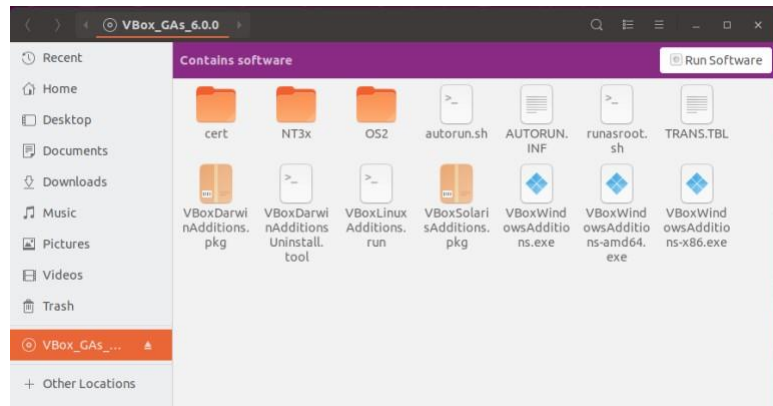 VBox_GAs_6.0.0
Recent
Home
Desktop
Documents
Downloads
Music
Pictures
Videos
Trash
VBox_GAs_...
+ Other Locations
Contains software
Run Software
cert
NT3x
OS2
autorun.sh
AUTORUN.
INF
runasroot.
sh
TRANS.TBL
VBoxDarwi
nAdditions.
pkg
VBoxDarwi
nAdditions
Uninstall.
tool
VBoxLinux
Additions.
run
VBoxSolari
sAdditions.
pkg
VBoxWind
owsAdditio
ns.exe
VBoxWind
owsAdditio
ns-amd64.
exe
VBoxWind
owsAdditio
ns-x86.exe